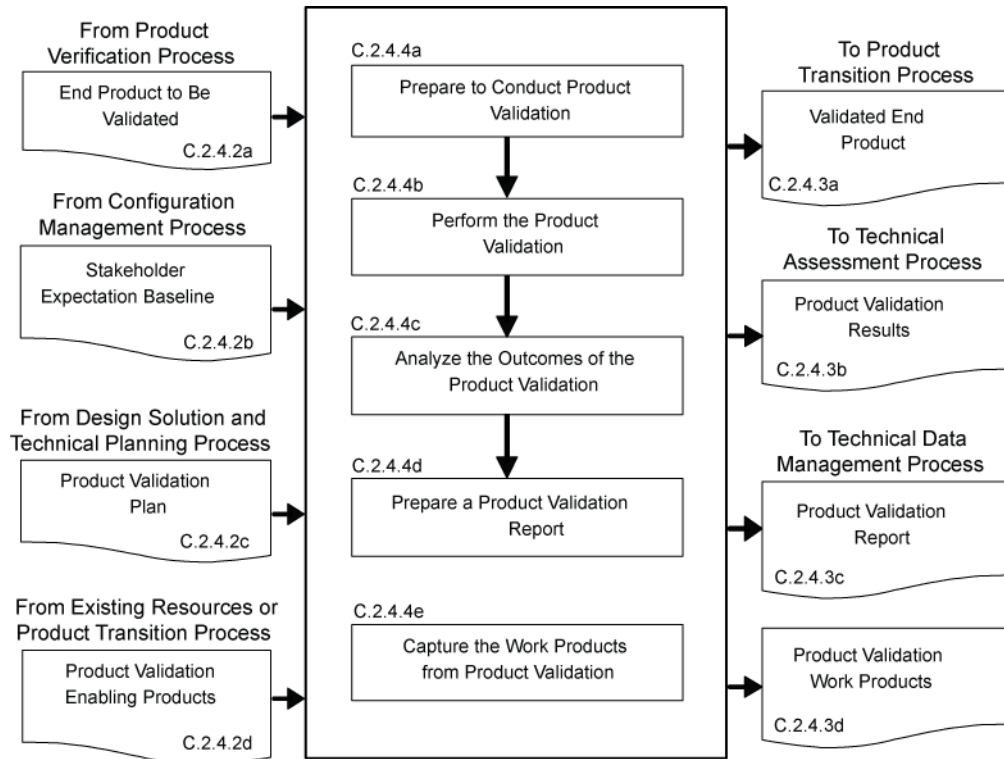 From Product
Verification Process
End Product to Be
Validated
C.2.4.2a
From Configuration
Management Process
Stakeholder
Expectation Baseline
C.2.4.2b
From Design Solution and
Technical Planning Process
Product Validation
Plan
C.2.4.2c
From Existing Resources or
Product Transition Process
Product Validation
Enabling Products
C.2.4.2d
C.2.4.4a
Prepare to Conduct Product
Validation
C.2.4.4b
Perform the Product
Validation
C.2.4.4c
Analyze the Outcomes of the
Product Validation
C.2.4.4d
Prepare a Product Validation
Report
C.2.4.4e
Capture the Work Products
from Product Validation
To Product
Transition Process
Validated End
Product
C.2.4.3a
To Technical
Assessment Process
Product Validation
Results
C.2.4.3b
To Technical Data
Management Process
Product Validation
Report
C.2.4.3c
Product Validation
Work Products
C.2.4.3d